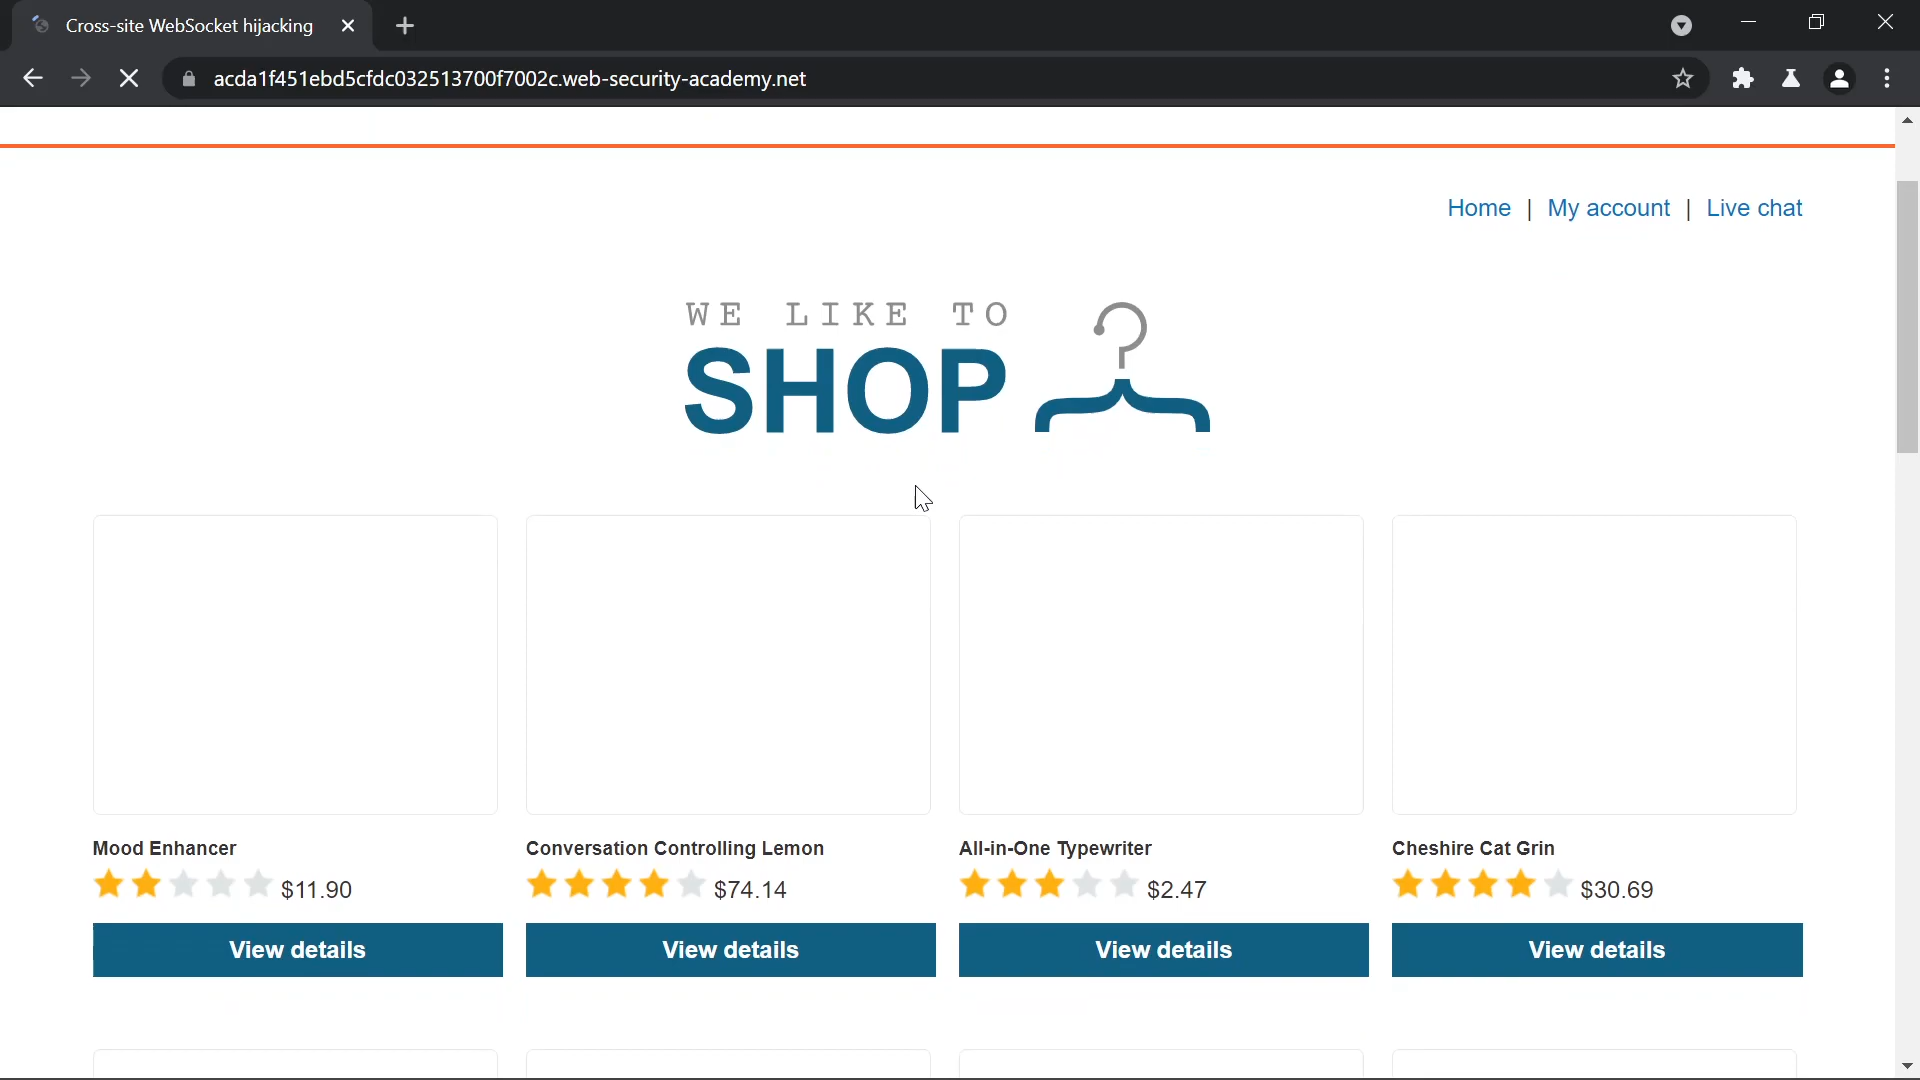 Cross-site WebSocket hijacking
acda1f451ebd5cfdc032513700f7002c.web-security-academy.net
Home | My account | Live chat
WE LIKE TO
SHOP
Mood Enhancer
$11.90
View details
Conversation Controlling Lemon
$74.14
View details
All-in-One Typewriter
$2.47
View details
Cheshire Cat Grin
$30.69
View details